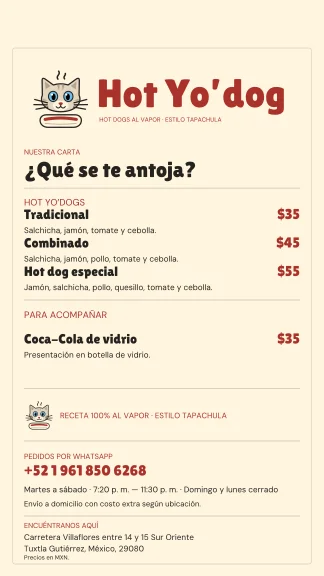 Hot Yo'dog
HOT DOGS AL VAPOR · ESTILO TAPACHULA
NUESTRA CARTA
¿Qué se te antoja?
HOT YO'DOGS
Tradicional $35
Salchicha, jamón, tomate y cebolla.
Combinado $45
Salchicha, jamón, pollo, tomate y cebolla.
Hot dog especial $55
Jamón, salchicha, pollo, quesillo, tomate y cebolla.
PARA ACOMPAÑAR
Coca-Cola de vidrio $35
Presentación en botella de vidrio.
RECETA 100% AL VAPOR · ESTILO TAPACHULA
PEDIDOS POR WHATSAPP
+52 1 961 850 6268
Martes a sábado · 7:20 p. m. — 11:30 p. m. · Domingo y lunes cerrado
Envío a domicilio con costo extra según ubicación.
ENCUÉNTRANOS AQUÍ
Carretera Villaflores entre 14 y 15 Sur Oriente
Tuxtla Gutiérrez, México, 29080
Precios en MXN.